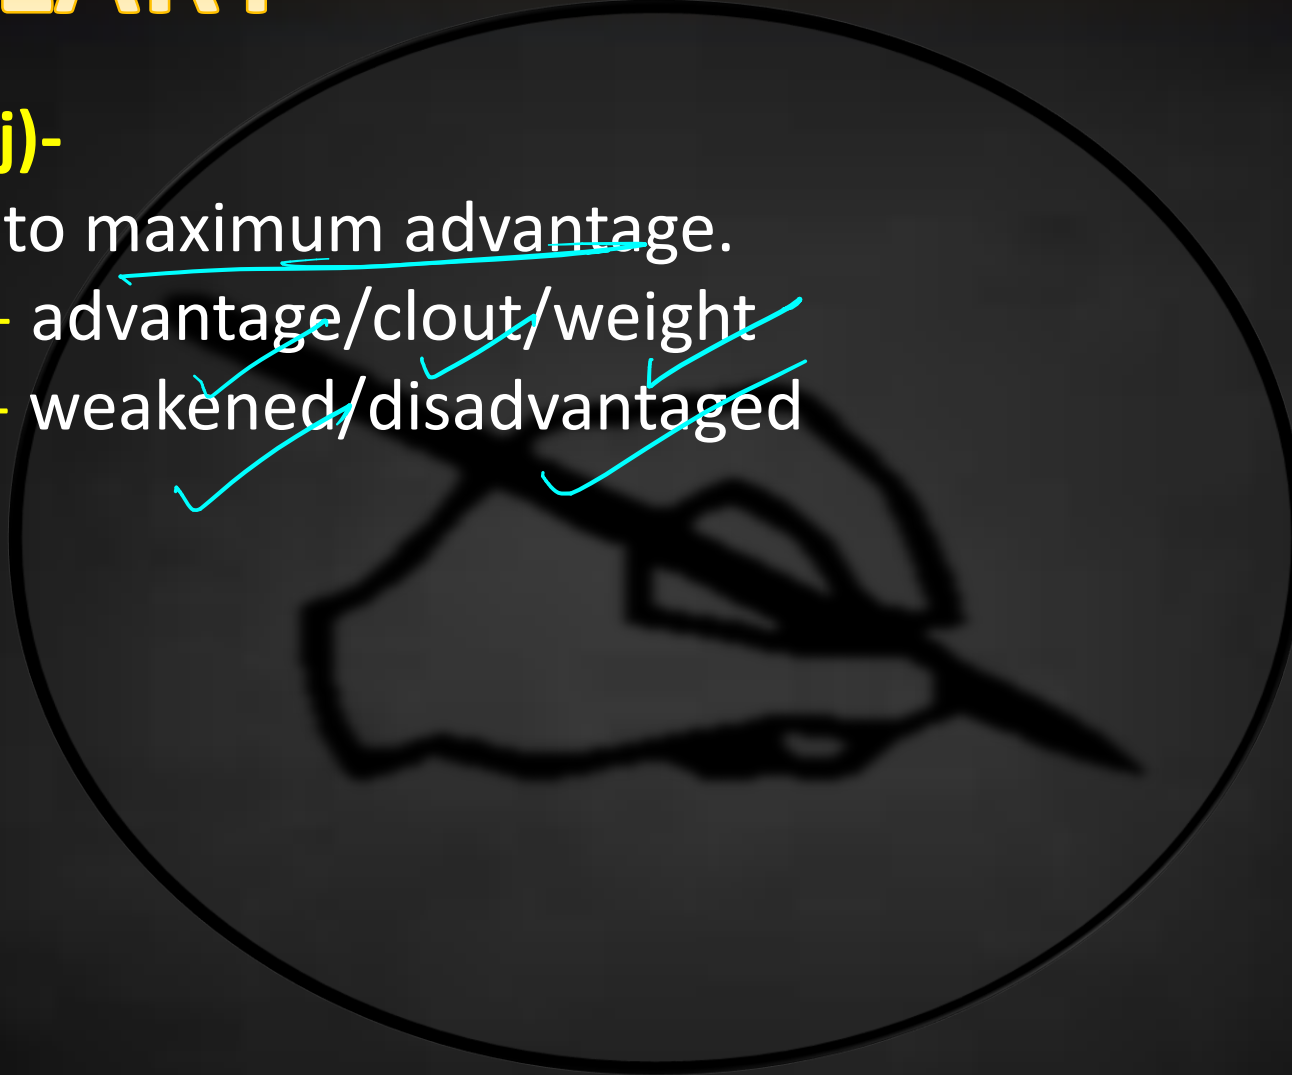 j)-
to maximum advantage.
- advantage/clout/weight
- weakened/disadvantaged